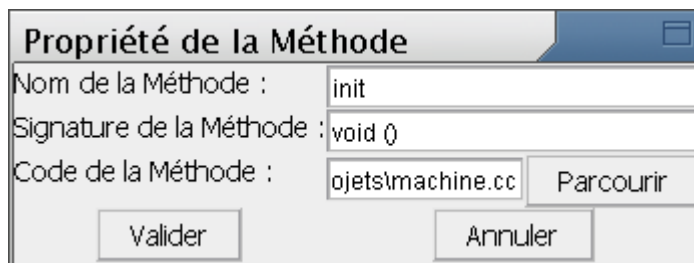 Propriété de la Méthode
Nom de la Méthode : init
Signature de la Méthode : void ()
Code de la Méthode : ojets\machine.cc Parcourir
Valider Annuler